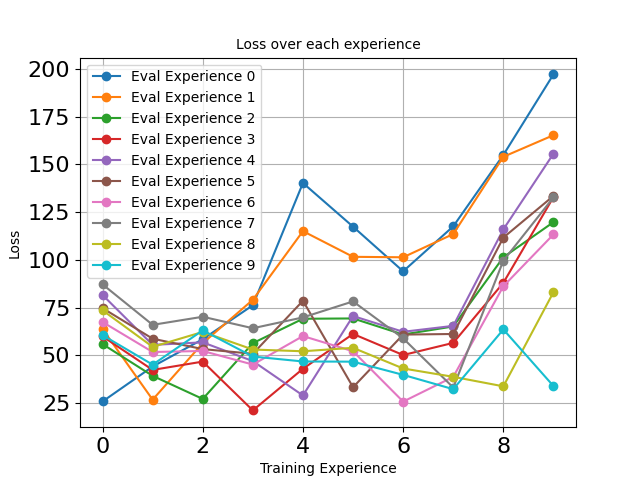 Loss over each experience
200
175
150
125
100
75
50
25
Loss
Eval Experience 0
Eval Experience 1
Eval Experience 2
Eval Experience 3
Eval Experience 4
Eval Experience 5
Eval Experience 6
Eval Experience 7
Eval Experience 8
Eval Experience 9
0 2 4 6 8
Training Experience